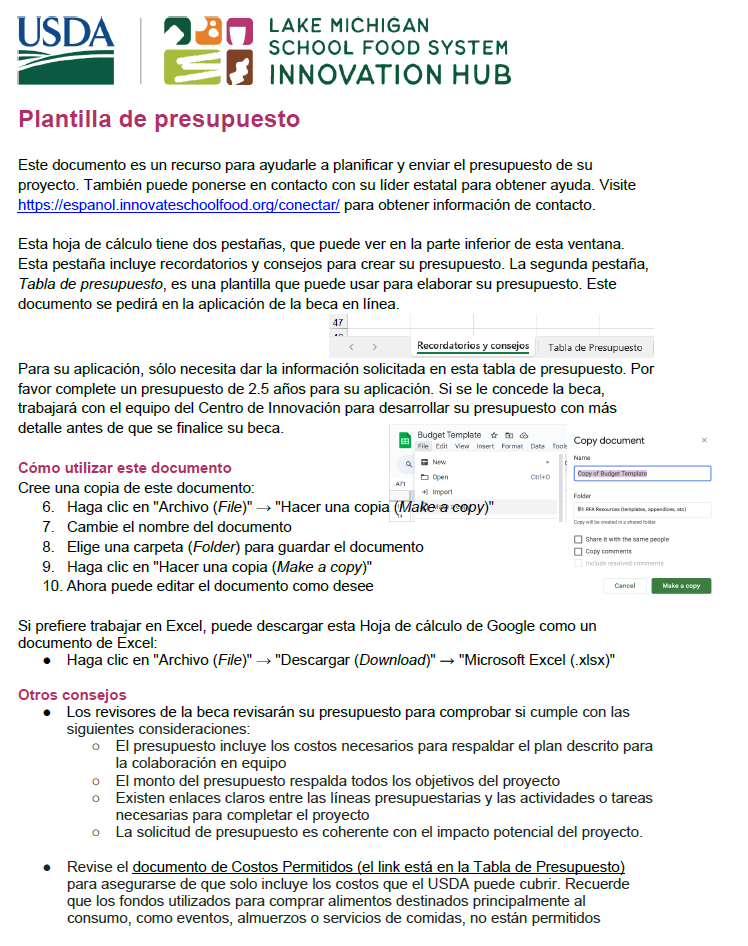 USDA
LAKE MICHIGAN
SCHOOL FOOD SYSTEM
INNOVATION HUB
Plantilla de presupuesto
Este documento es un recurso para ayudarle a planificar y enviar el presupuesto de su
proyecto. También puede ponerse en contacto con su líder estatal para obtener ayuda. Visite
https://espanol.innovateschoolfood.org/conectar/ para obtener información de contacto.
Esta hoja de cálculo tiene dos pestañas, que puede ver en la parte inferior de esta ventana.
Esta pestaña incluye recordatorios y consejos para crear su presupuesto. La segunda pestaña,
Tabla de presupuesto, es una plantilla que puede usar para elaborar su presupuesto. Este
documento se pedirá en la aplicación de la beca en línea.
47
Recordatorios y consejos
Tabla de Presupuesto
Para su aplicación, sólo necesita dar la información solicitada en esta tabla de presupuesto. Por
favor complete un presupuesto de 2.5 años para su aplicación. Si se le concede la beca,
trabajará con el equipo del Centro de Innovación para desarrollar su presupuesto con más
detalle antes de que se finalice su beca.
Budget Template
File Edit View Insert Format Data Tools
New
Open Ctrl+O
A71
Import
Copy document
Name
Copy of Budget Template
Folder
RFA Resources (templates, appendices, etc)
Copy will be created in a shared folder.
Share it with the same people
Copy comments
Include resolved comments
Cancel
Make a copy
Cómo utilizar este documento
Cree una copia de este documento:
6. Haga clic en "Archivo (File)" → "Hacer una copia (Make a copy)"
7. Cambie el nombre del documento
8. Elige una carpeta (Folder) para guardar el documento
9. Haga clic en "Hacer una copia (Make a copy)"
10. Ahora puede editar el documento como desee
Si prefiere trabajar en Excel, puede descargar esta Hoja de cálculo de Google como un
documento de Excel:
● Haga clic en "Archivo (File)" → "Descargar (Download)" → "Microsoft Excel (.xlsx)"
Otros consejos
● Los revisores de la beca revisarán su presupuesto para comprobar si cumple con las
siguientes consideraciones:
○ El presupuesto incluye los costos necesarios para respaldar el plan descrito para
la colaboración en equipo
○ El monto del presupuesto respalda todos los objetivos del proyecto
○ Existen enlaces claros entre las líneas presupuestarias y las actividades o tareas
necesarias para completar el proyecto
○ La solicitud de presupuesto es coherente con el impacto potencial del proyecto.
● Revise el documento de Costos Permitidos (el link está en la Tabla de Presupuesto)
para asegurarse de que solo incluye los costos que el USDA puede cubrir. Recuerde
que los fondos utilizados para comprar alimentos destinados principalmente al
consumo, como eventos, almuerzos o servicios de comidas, no están permitidos